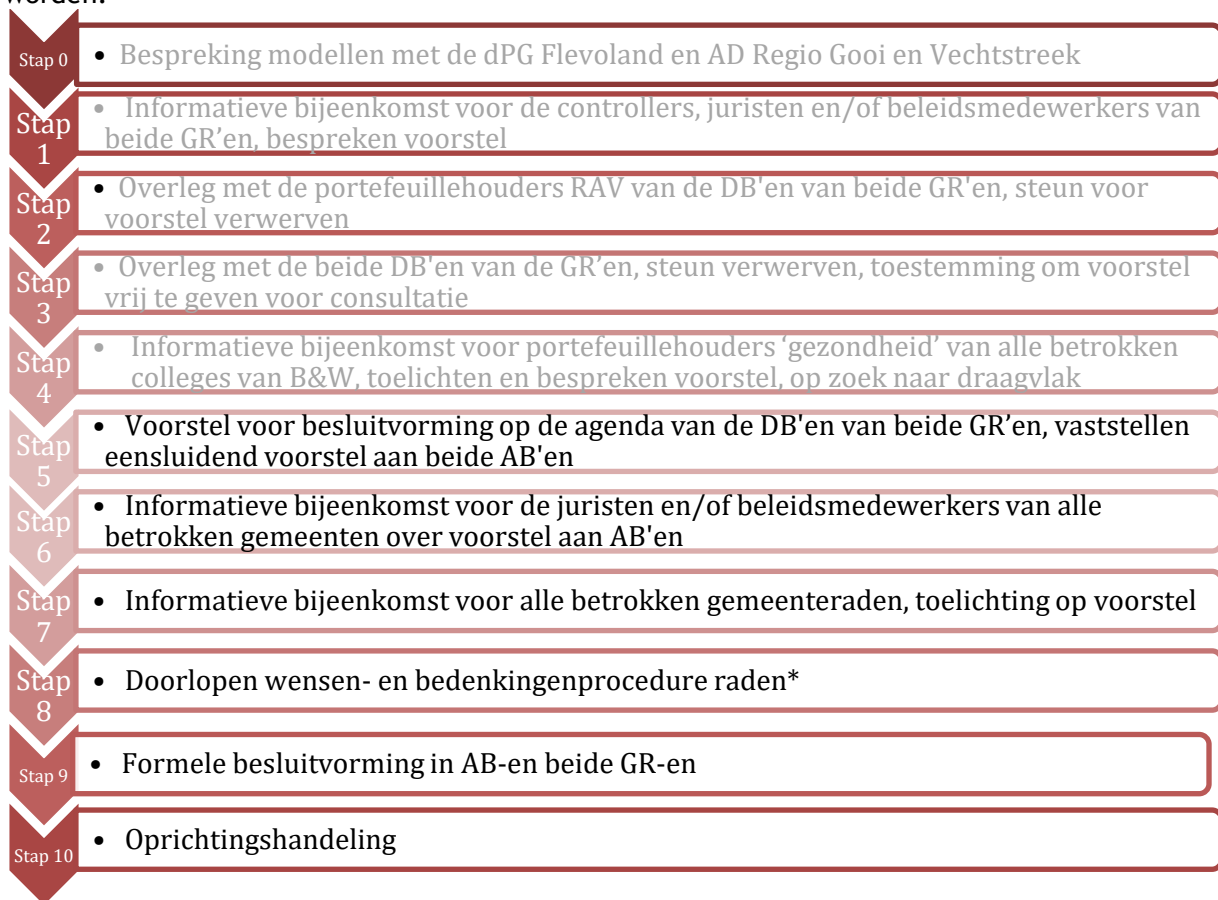 worden.
Stap 0
• Bespreking modellen met de dPG Flevoland en AD Regio Gooi en Vechtstreek
Stap
1
• Informatieve bijeenkomst voor de controllers, juristen en/of beleidsmedewerkers van
beide GR’en, bespreken voorstel
Stap
2
• Overleg met de portefeuillehouders RAV van de DB'en van beide GR'en, steun voor
voorstel verwerven
Stap
3
• Overleg met de beide DB'en van de GR’en, steun verwerven, toestemming om voorstel
vrij te geven voor consultatie
Stap
4
• Informatieve bijeenkomst voor portefeuillehouders ‘gezondheid’ van alle betrokken
colleges van B&W, toelichten en bespreken voorstel, op zoek naar draagvlak
Stap
5
• Voorstel voor besluitvorming op de agenda van de DB'en van beide GR’en, vaststellen
eensluidend voorstel aan beide AB'en
Stap
6
• Informatieve bijeenkomst voor de juristen en/of beleidsmedewerkers van alle
betrokken gemeenten over voorstel aan AB'en
Stap
7
• Informatieve bijeenkomst voor alle betrokken gemeenteraden, toelichting op voorstel
Stap
8
• Doorlopen wensen- en bedenkingenprocedure raden*
Stap 9
• Formele besluitvorming in AB-en beide GR-en
Stap 10
• Oprichtingshandeling